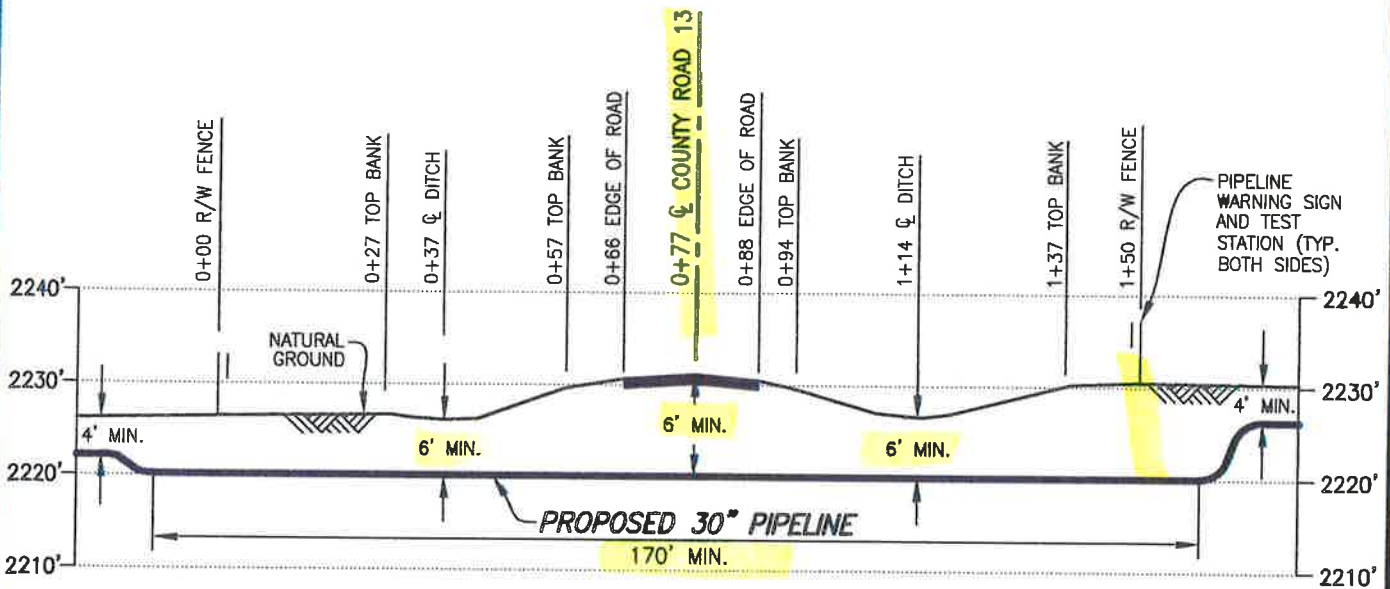 0+00 R/W FENCE
0+27 TOP BANK
0+37 ℄ DITCH
0+57 TOP BANK
0+66 EDGE OF ROAD
0+77 ℄ COUNTY ROAD 13
0+88 EDGE OF ROAD
0+94 TOP BANK
1+14 ℄ DITCH
1+37 TOP BANK
1+50 R/W FENCE
PIPELINE
WARNING SIGN
AND TEST
STATION (TYP.
BOTH SIDES)
2240'
2240'
NATURAL
GROUND
2230'
2230'
4' MIN.
6' MIN.
6' MIN.
6' MIN.
4' MIN.
2220'
2220'
PROPOSED 30" PIPELINE
170' MIN.
2210'
2210'